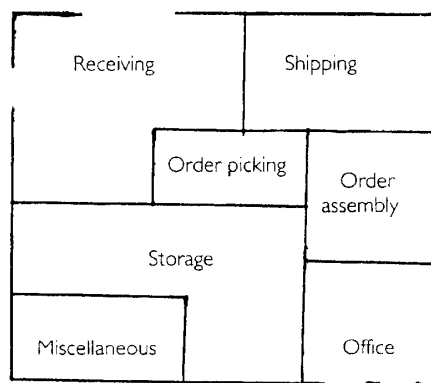 Receiving
Shipping
Order picking
Order
assembly
Storage
Miscellaneous
Office